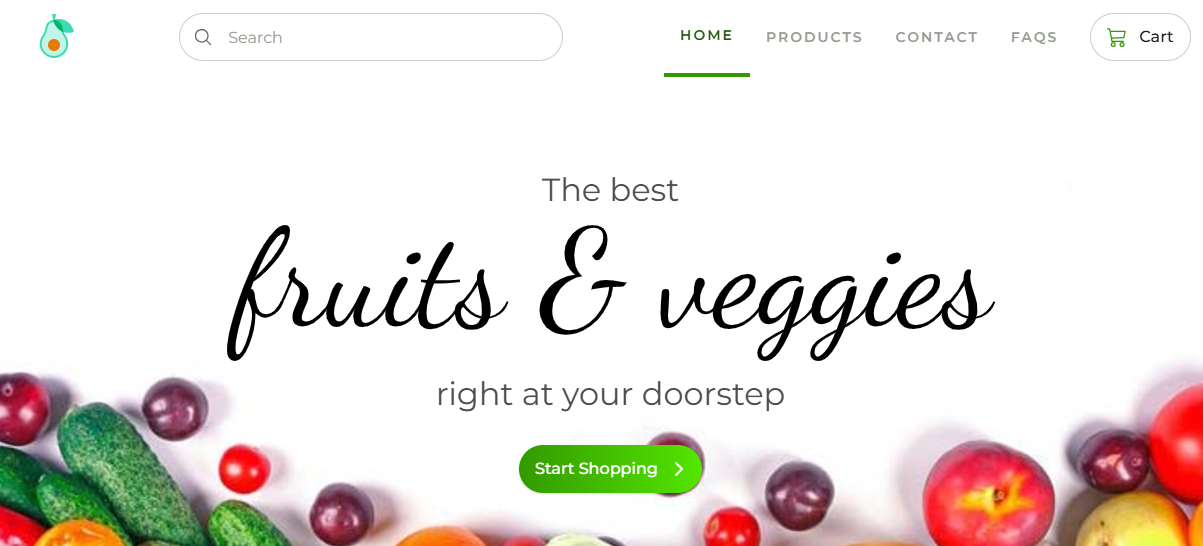 Search
HOME
PRODUCTS
CONTACT
FAQS
Cart
The best
fruits & veggies
right at your doorstep
Start Shopping